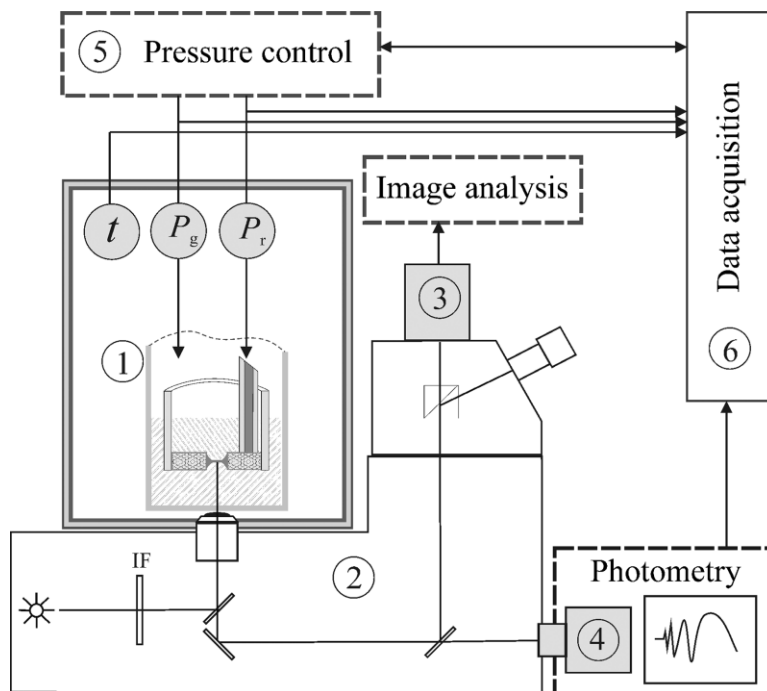 5 Pressure control
Image analysis
t
Pg
Pr
3
1
Data acquisition
6
IF
2
Photometry
4